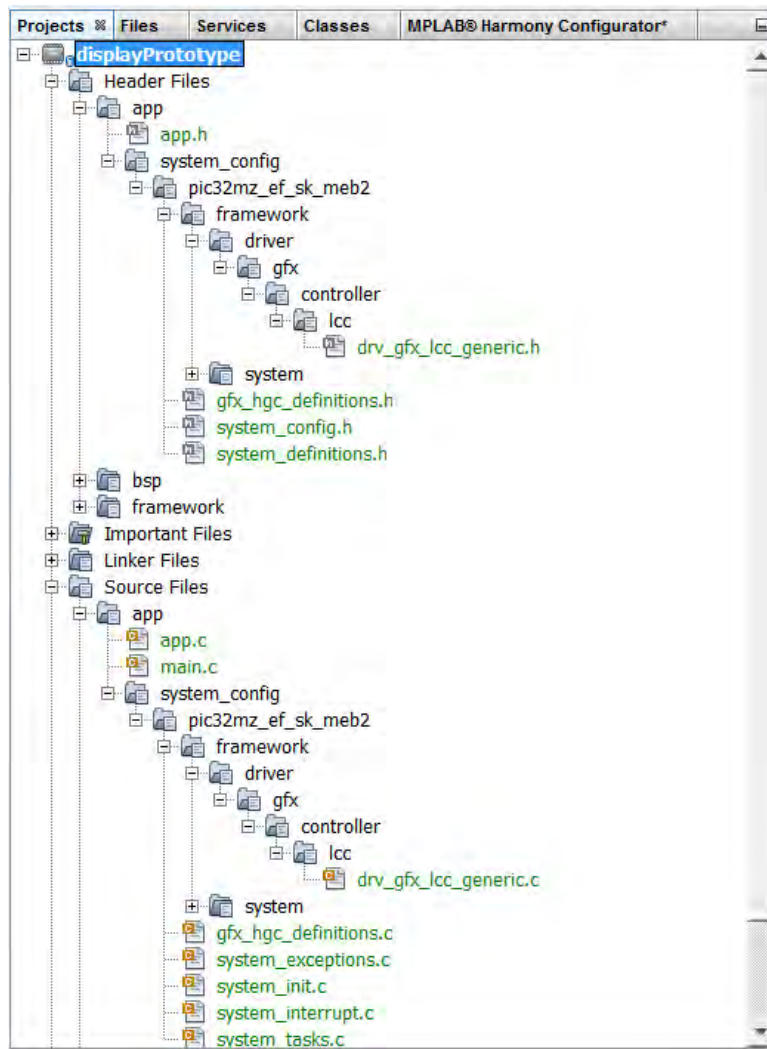 Projects Files Services Classes MPLAB® Harmony Configurator*
displayPrototype
Header Files
app
app.h
system_config
pic32mz_ef_sk_meb2
framework
driver
gfx
controller
lcc
drv_gfx_lcc_generic.h
system
gfx_hgc_definitions.h
system_config.h
system_definitions.h
bsp
framework
Important Files
Linker Files
Source Files
app
app.c
main.c
system_config
pic32mz_ef_sk_meb2
framework
driver
gfx
controller
lcc
drv_gfx_lcc_generic.c
system
gfx_hgc_definitions.c
system_exceptions.c
system_init.c
system_interrupt.c
system_tasks.c